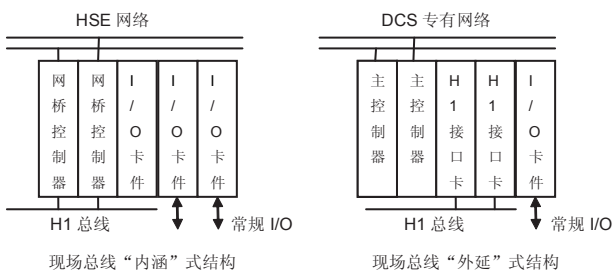 HSE 网络
DCS 专有网络
网桥控制器
网桥控制器
I/O卡件
I/O卡件
I/O卡件
主控制器
主控制器
H1接口卡
H1接口卡
I/O卡件
H1 总线
常规 I/O
H1 总线
常规 I/O
现场总线“内涵”式结构
现场总线“外延”式结构